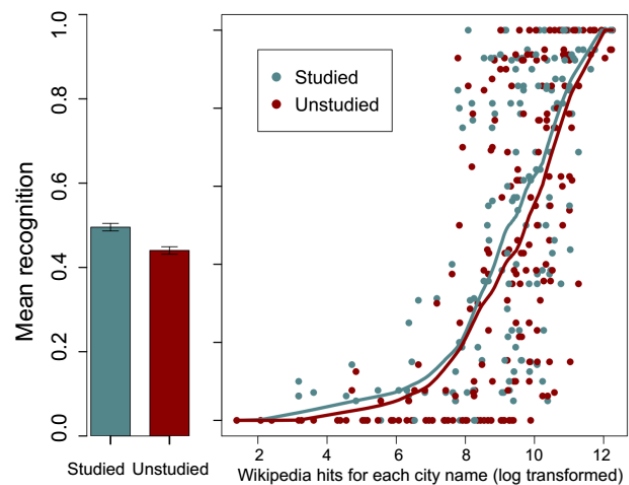 Mean recognition
1.0
0.8
0.6
0.4
0.2
0.0
Studied Unstudied
Studied
Unstudied
2 4 6 8 10 12
Wikipedia hits for each city name (log transformed)